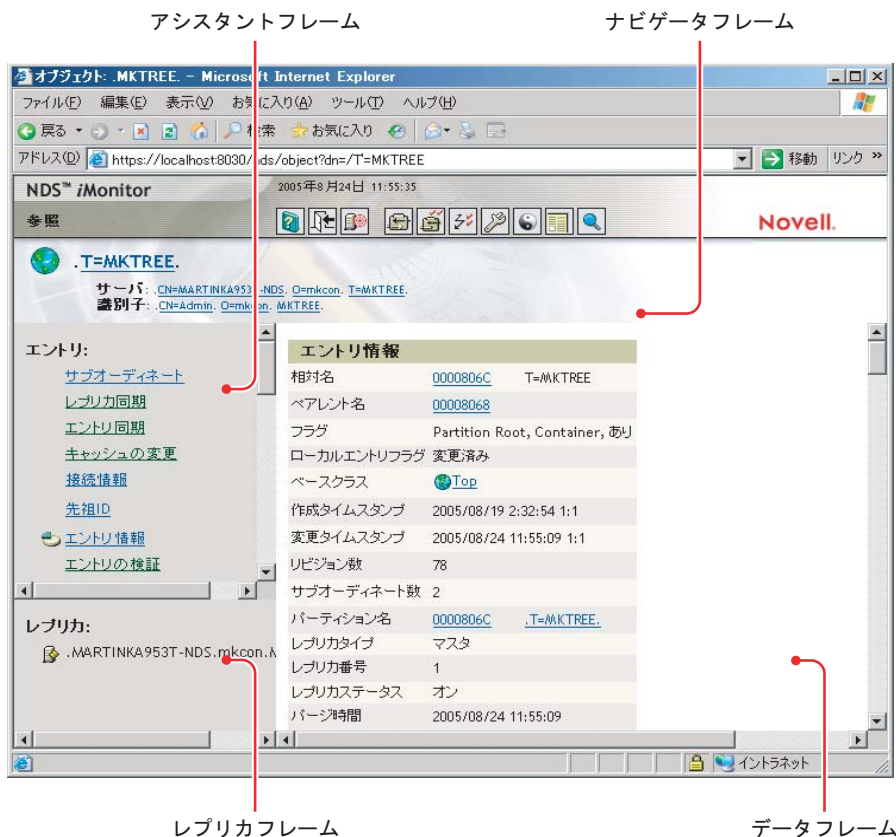 アシスタントフレーム ナビゲータフレーム
オブジェクト: .MKTREE. - Microsoft Internet Explorer
ファイル(F) 編集(E) 表示(V) お気に入り(A) ツール(T) ヘルプ(H)
戻る 検索 お気に入り
アドレス(D) https://localhost:8030/nds/object?dn=/T=MKTREE 移動 リンク »
NDS™ iMonitor 2005年8月24日 11:55:35
参照 Novell.
.T=MKTREE.
サーバ: .CN=MARTINKA953T-NDS. O=mkcon. T=MKTREE.
識別子: .CN=Admin. O=mkcon. MKTREE.
エントリ:
サブオーディネート
レプリカ同期
エントリ同期
キャッシュの変更
接続情報
先祖ID
エントリ情報
エントリの検証
レプリカ:
.MARTINKA953T-NDS.mkcon.M
エントリ情報
相対名 0000806C T=MKTREE
ペアレント名 00008068
フラグ Partition Root, Container, あり
ローカルエントリフラグ 変更済み
ベースクラス Top
作成タイムスタンプ 2005/08/19 2:32:54 1:1
変更タイムスタンプ 2005/08/24 11:55:09 1:1
リビジョン数 78
サブオーディネート数 2
パーティション名 0000806C .T=MKTREE.
レプリカタイプ マスタ
レプリカ番号 1
レプリカステータス オン
パージ時間 2005/08/24 11:55:09
イントラネット
レプリカフレーム データフレーム